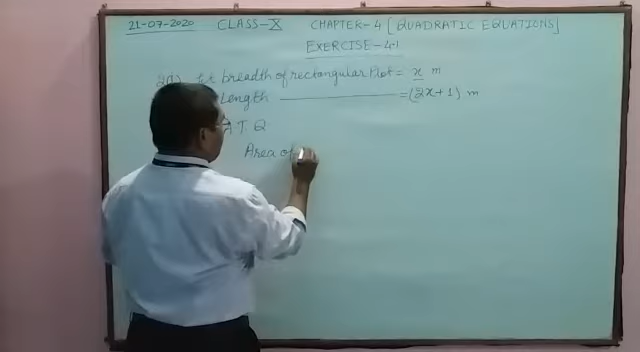 21-07-2020 CLASS-X CHAPTER-4 [QUADRATIC EQUATIONS]
EXERCISE-4.1
2(i) let breadth of rectangular Plot = x m
Length = (2x+1) m
A.T.Q
Area of